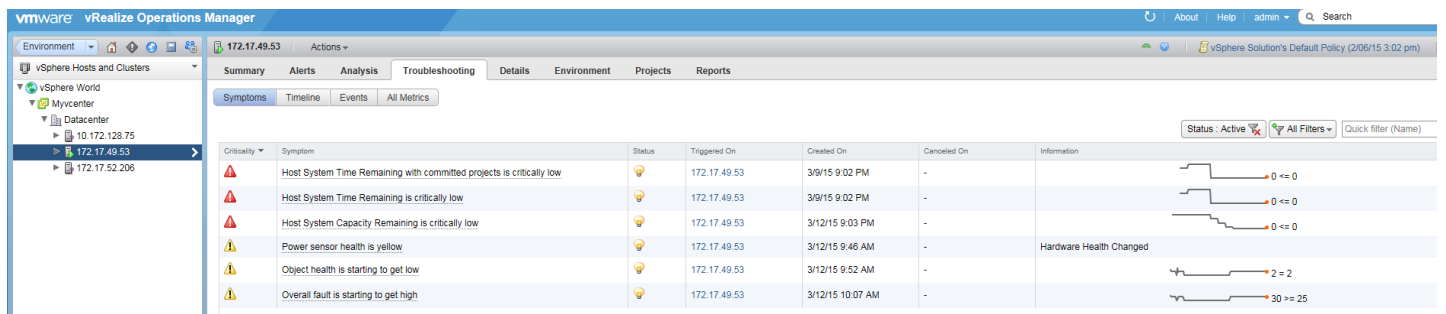 vmware vRealize Operations Manager
About Help admin Search
Environment
172.17.49.53 Actions
vSphere Solution's Default Policy (2/06/15 3:02 pm)
vSphere Hosts and Clusters
Summary Alerts Analysis Troubleshooting Details Environment Projects Reports
vSphere World
Myvcenter
Datacenter
10.172.128.75
172.17.49.53
172.17.52.206
Symptoms Timeline Events All Metrics
Status : Active All Filters Quick filter (Name)
Criticality Symptom Status Triggered On Created On Canceled On Information
Host System Time Remaining with committed projects is critically low 172.17.49.53 3/9/15 9:02 PM - 0 <= 0
Host System Time Remaining is critically low 172.17.49.53 3/9/15 9:02 PM - 0 <= 0
Host System Capacity Remaining is critically low 172.17.49.53 3/12/15 9:03 PM - 0 <= 0
Power sensor health is yellow 172.17.49.53 3/12/15 9:46 AM - Hardware Health Changed
Object health is starting to get low 172.17.49.53 3/12/15 9:52 AM - 2 = 2
Overall fault is starting to get high 172.17.49.53 3/12/15 10:07 AM - 30 >= 25